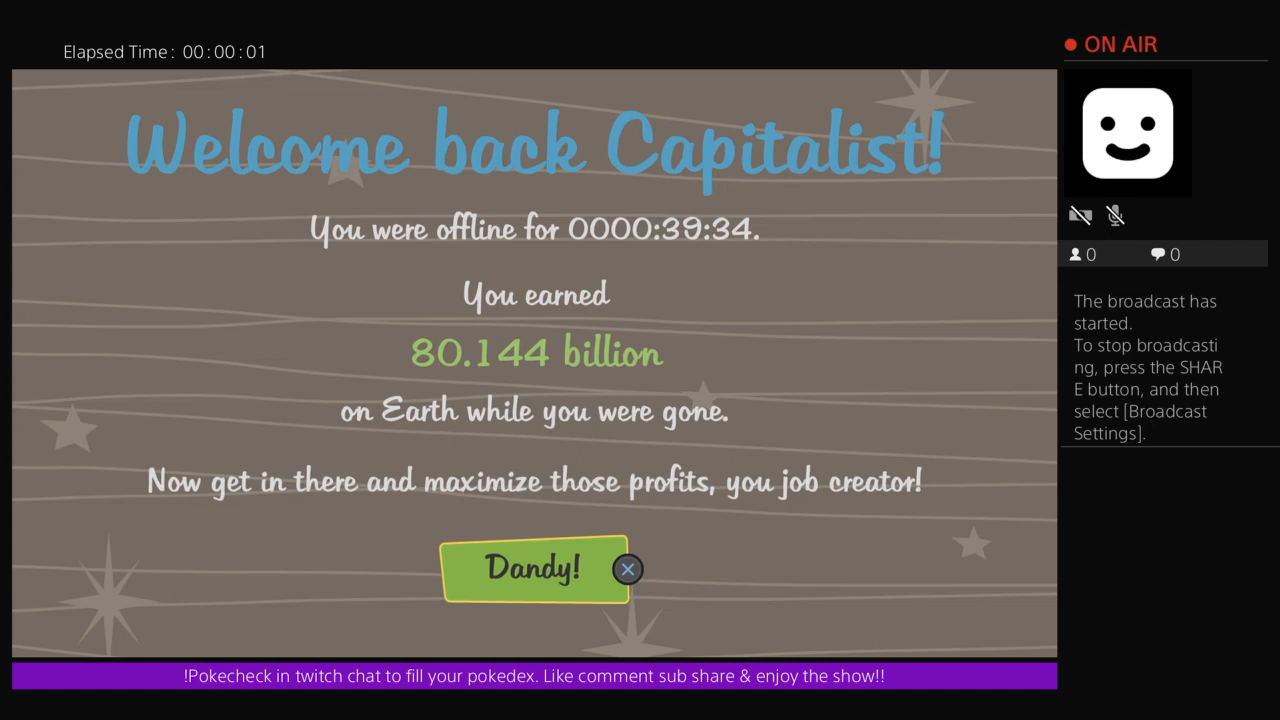 Elapsed Time: 00:00:01
ON AIR
Welcome back Capitalist!
You were offline for 0000:39:34.
You earned
80.144 billion
on Earth while you were gone.
Now get in there and maximize those profits, you job creator!
Dandy!
0 0
The broadcast has
started.
To stop broadcasti
ng, press the SHAR
E button, and then
select [Broadcast
Settings].
!Pokecheck in twitch chat to fill your pokedex. Like comment sub share & enjoy the show!!